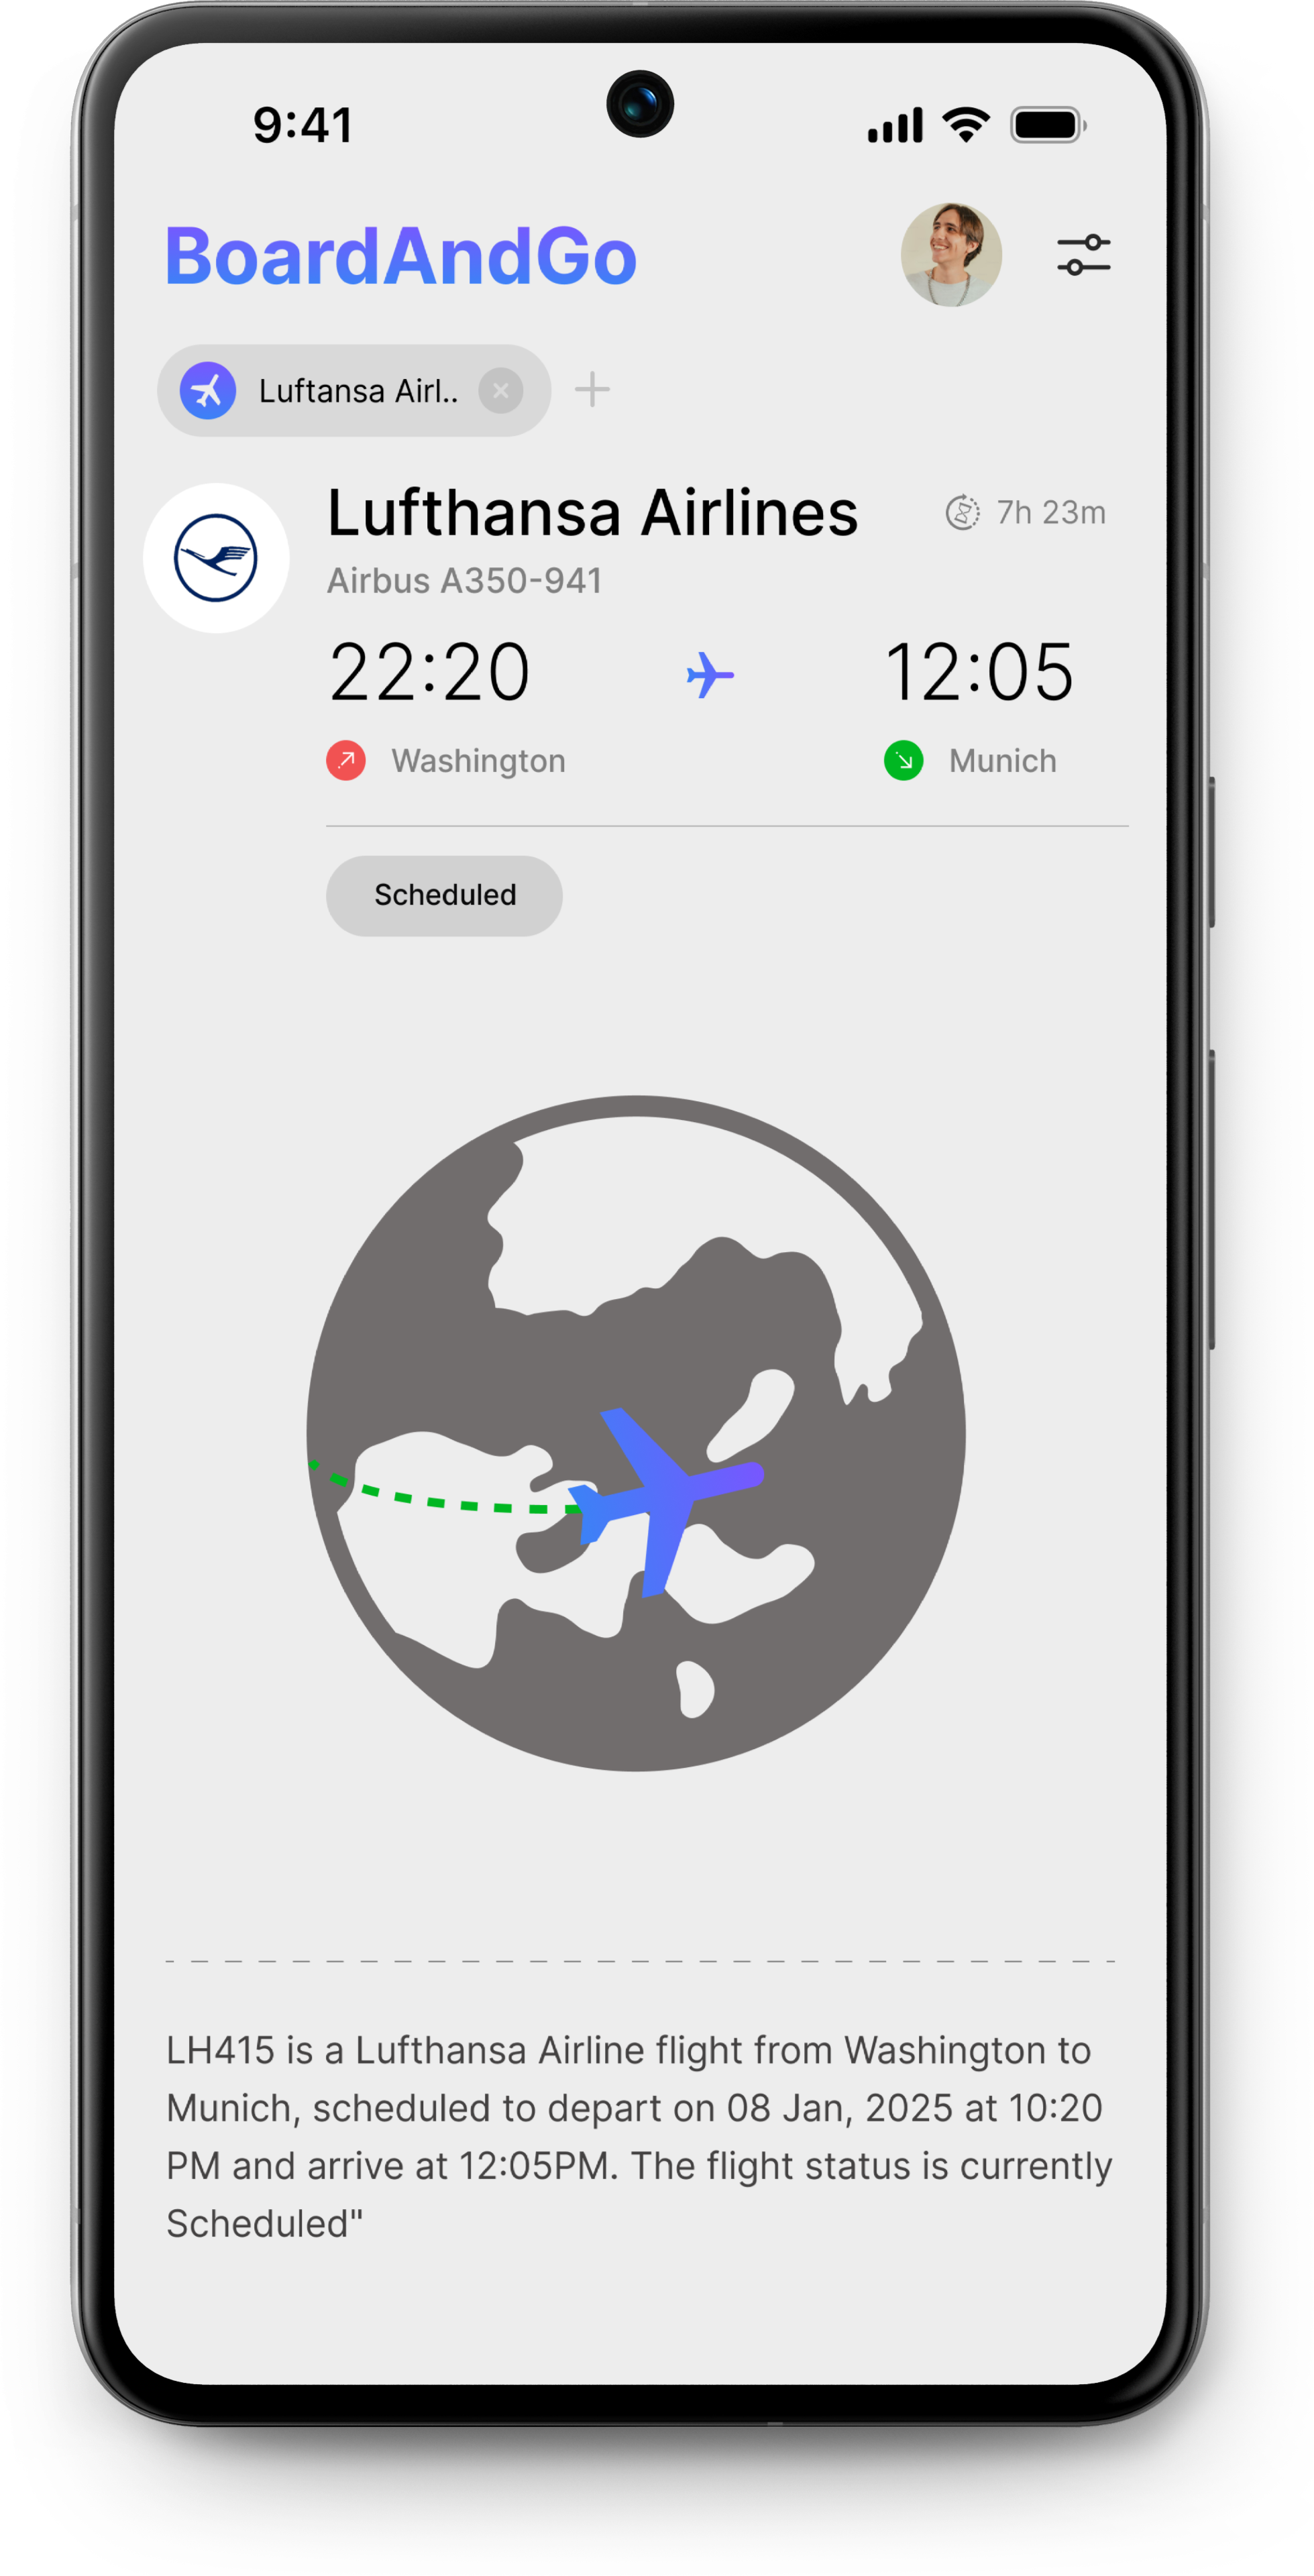 9:41
BoardAndGo
Luftansa Airl..
Lufthansa Airlines
7h 23m
Airbus A350-941
22:20
12:05
Washington
Munich
Scheduled
LH415 is a Lufthansa Airline flight from Washington to
Munich, scheduled to depart on 08 Jan, 2025 at 10:20
PM and arrive at 12:05PM. The flight status is currently
Scheduled"